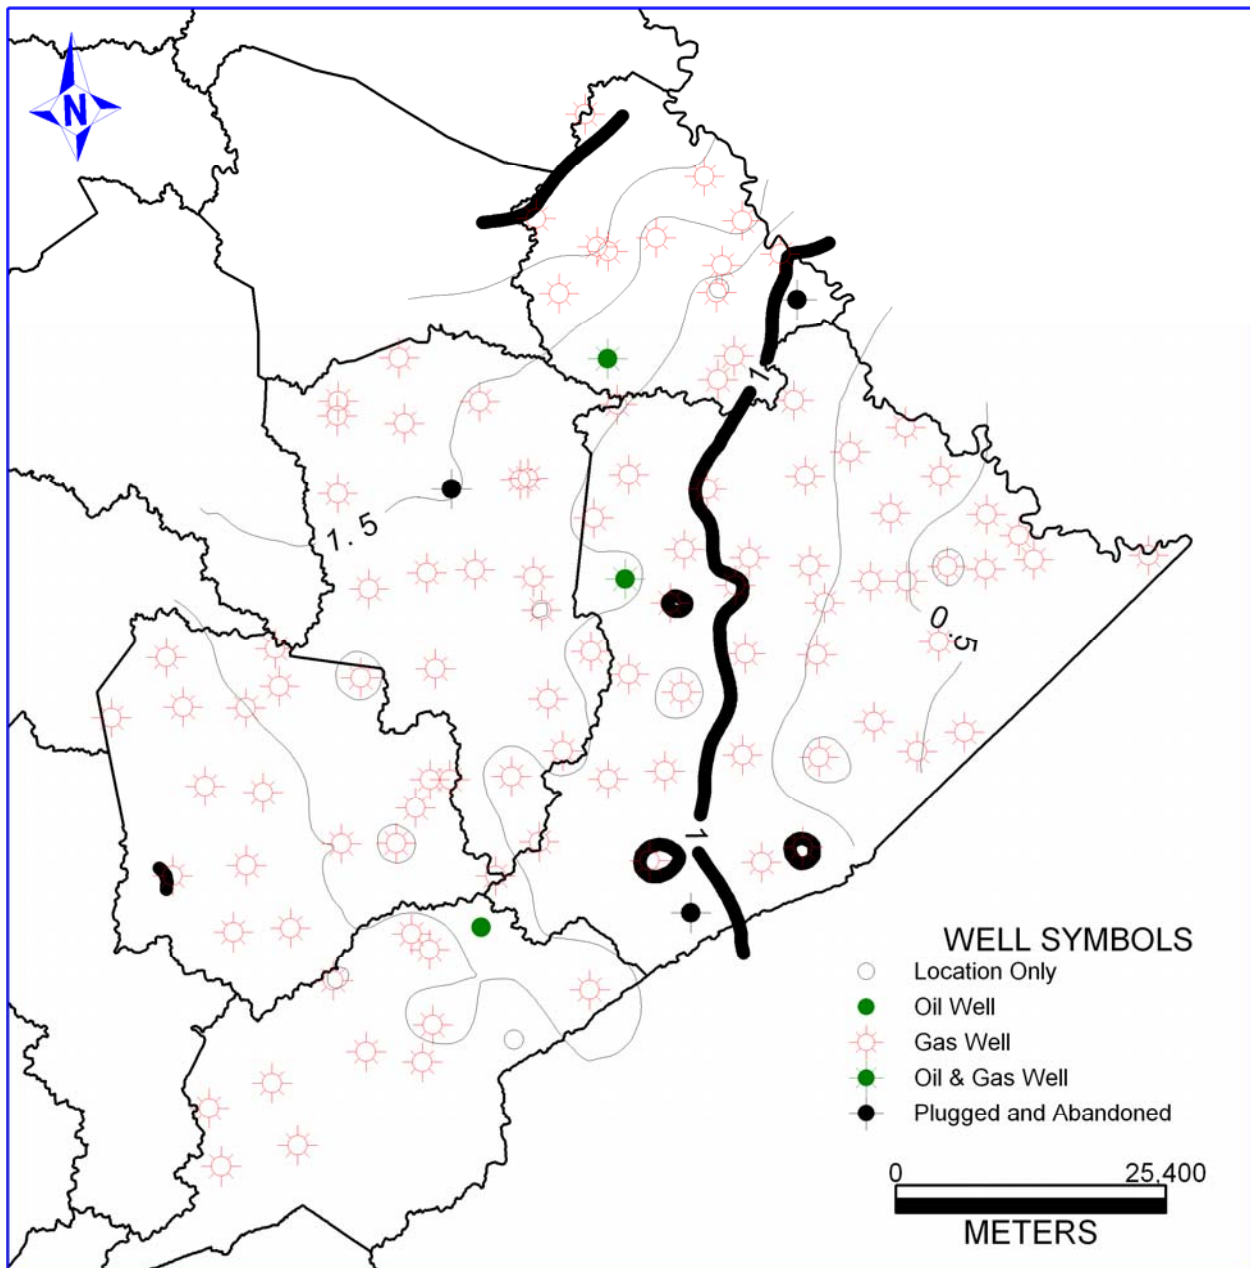 N
1
1.5
0.5
1
WELL SYMBOLS
Location Only
Oil Well
Gas Well
Oil & Gas Well
Plugged and Abandoned
0 25,400
METERS